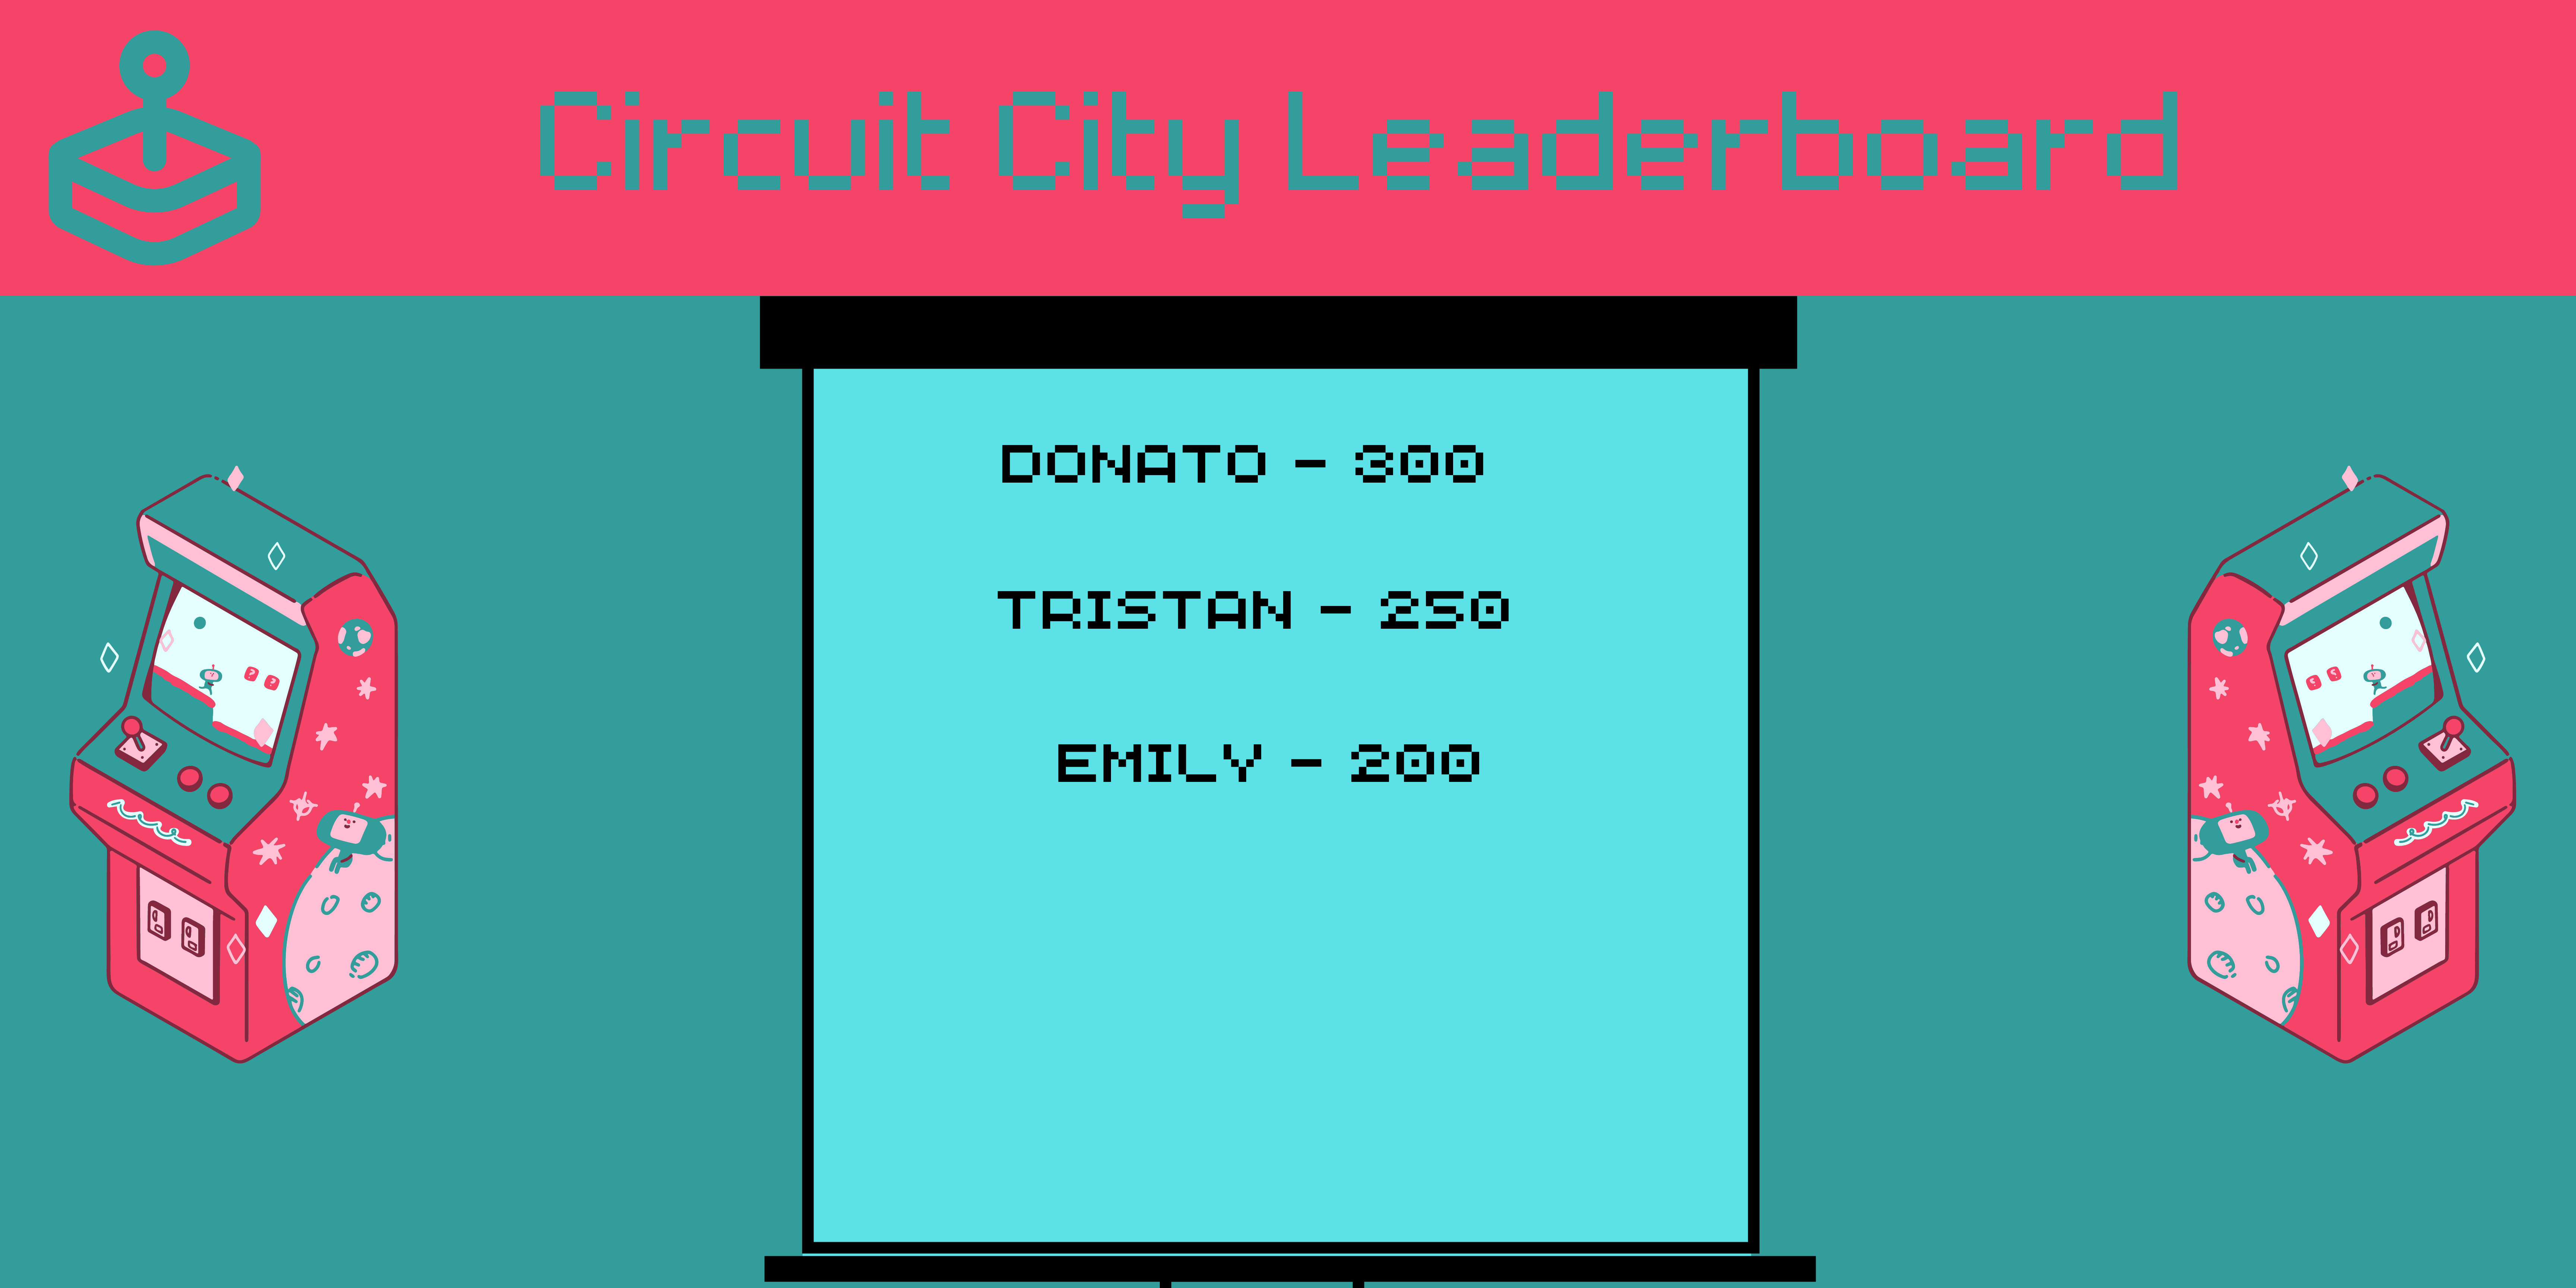 Circuit City Leaderboard
DONATO - 300
TRISTAN - 250
EMILY - 200
? ?